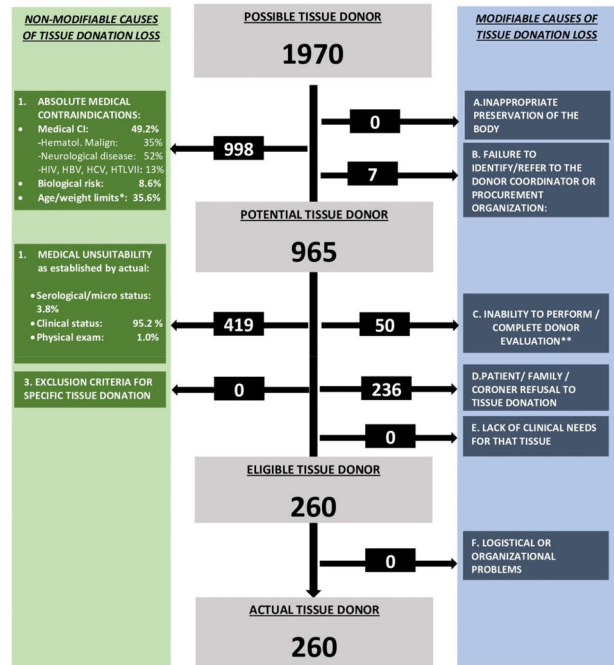 NON-MODIFIABLE CAUSES
OF TISSUE DONATION LOSS
1. ABSOLUTE MEDICAL
CONTRAINDICATIONS:
• Medical CI: 49.2%
-Hematol. Malign: 35%
-Neurological disease: 52%
-HIV, HBV, HCV, HTLVII: 13%
• Biological risk: 8.6%
• Age/weight limits*: 35.6%
1. MEDICAL UNSUITABILITY
as established by actual:
• Serological/micro status:
3.8%
• Clinical status: 95.2 %
• Physical exam: 1.0%
3. EXCLUSION CRITERIA FOR
SPECIFIC TISSUE DONATION
POSSIBLE TISSUE DONOR
1970
0
998
7
POTENTIAL TISSUE DONOR
965
419
50
0
236
0
ELIGIBLE TISSUE DONOR
260
0
ACTUAL TISSUE DONOR
260
MODIFIABLE CAUSES OF
TISSUE DONATION LOSS
A.INAPPROPRIATE
PRESERVATION OF THE
BODY
B. FAILURE TO
IDENTIFY/REFER TO THE
DONOR COORDINATOR OR
PROCUREMENT
ORGANIZATION:
C. INABILITY TO PERFORM /
COMPLETE DONOR
EVALUATION**
D.PATIENT/ FAMILY /
CORONER REFUSAL TO
TISSUE DONATION
E. LACK OF CLINICAL NEEDS
FOR THAT TISSUE
F. LOGISTICAL OR
ORGANIZATIONAL
PROBLEMS